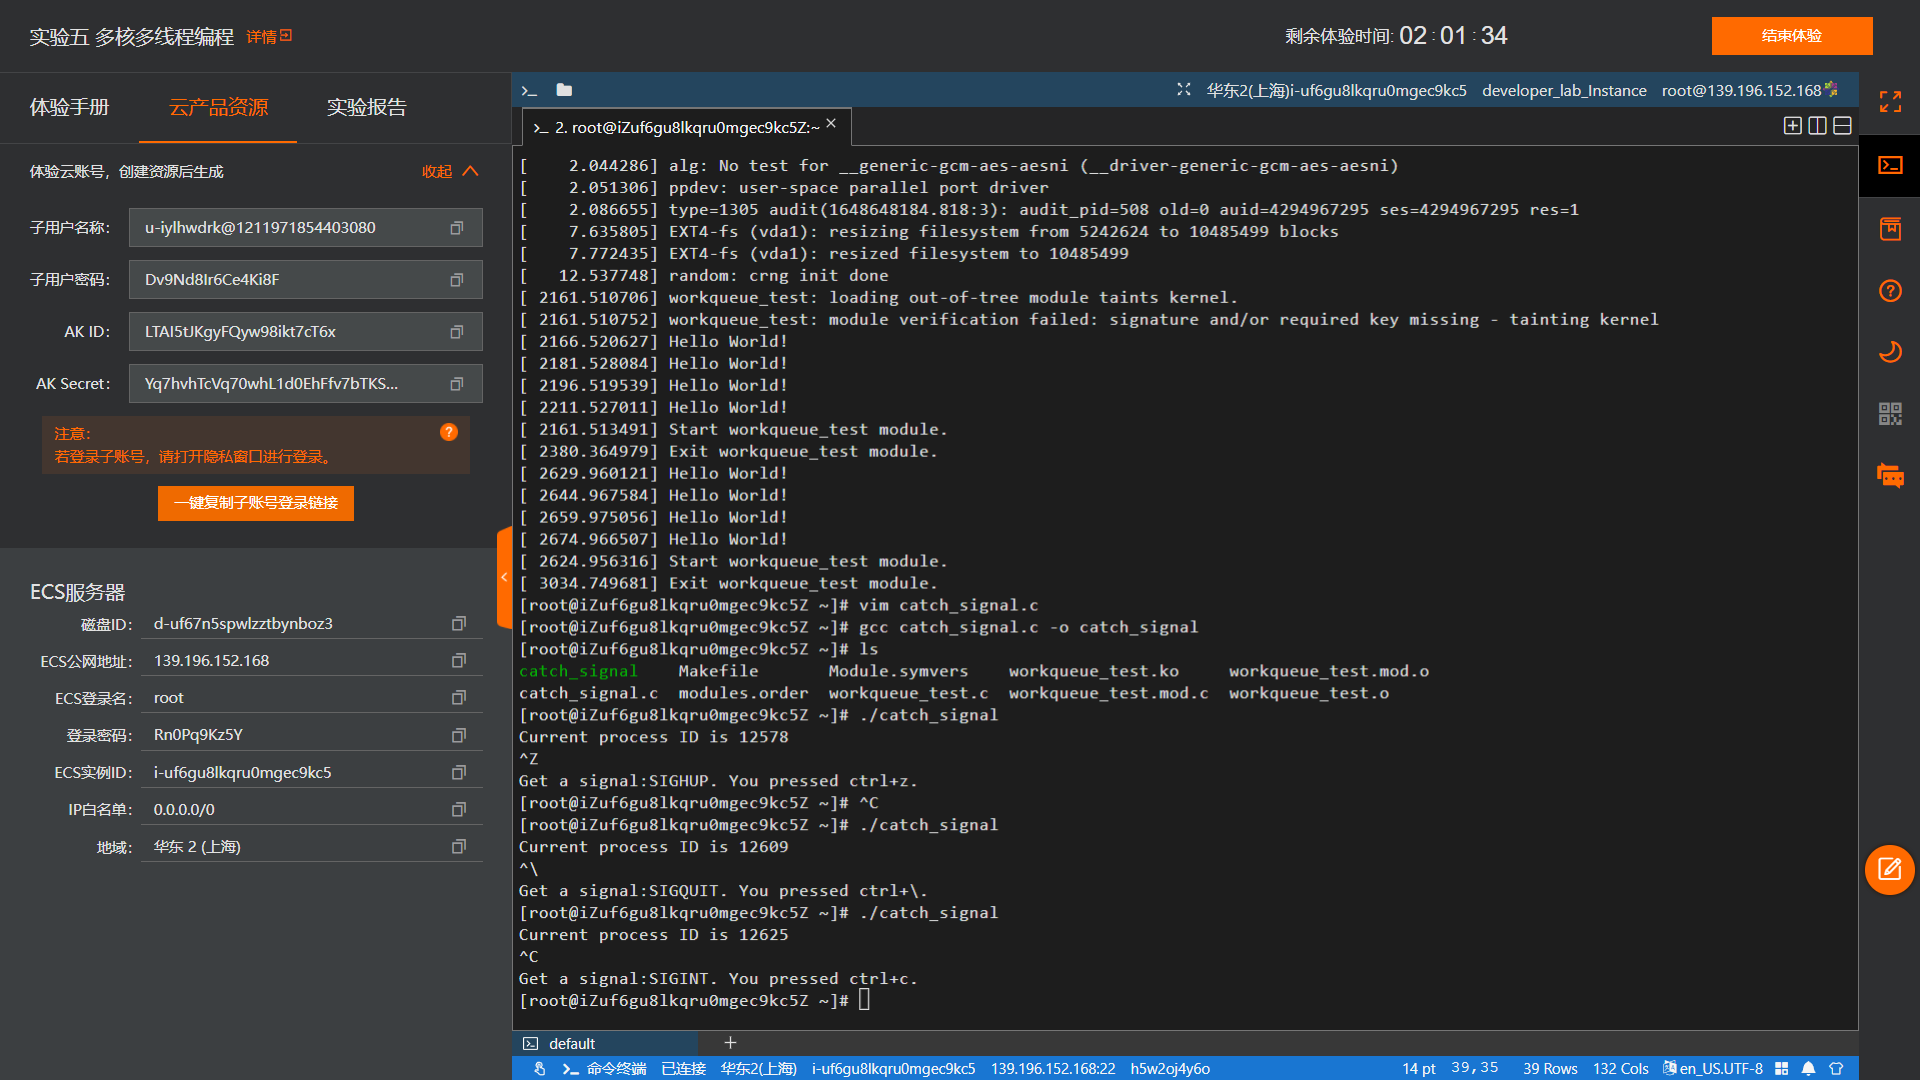 实验五 多核多线程编程 详情
剩余体验时间: 02 : 01 : 34
结束体验
体验手册 云产品资源 实验报告
体验云账号，创建资源后生成 收起
子用户名称： u-iylhwdrk@1211971854403080
子用户密码： Dv9Nd8Ir6Ce4Ki8F
AK ID： LTAI5tJKgyFQyw98ikt7cT6x
AK Secret： Yq7hvhTcVq70whL1d0EhFfv7bTKS...
注意：
若登录子账号，请打开隐私窗口进行登录。
一键复制子账号登录链接
ECS服务器
磁盘ID： d-uf67n5spwlzztbynboz3
ECS公网地址： 139.196.152.168
ECS登录名： root
登录密码： Rn0Pq9Kz5Y
ECS实例ID： i-uf6gu8lkqru0mgec9kc5
IP白名单： 0.0.0.0/0
地域： 华东 2 (上海)
华东2(上海)i-uf6gu8lkqru0mgec9kc5 developer_lab_Instance root@139.196.152.168
2. root@iZuf6gu8lkqru0mgec9kc5Z:~
[    2.044286] alg: No test for __generic-gcm-aes-aesni (__driver-generic-gcm-aes-aesni)
[    2.051306] ppdev: user-space parallel port driver
[    2.086655] type=1305 audit(1648648184.818:3): audit_pid=508 old=0 auid=4294967295 ses=4294967295 res=1
[    7.635805] EXT4-fs (vda1): resizing filesystem from 5242624 to 10485499 blocks
[    7.772435] EXT4-fs (vda1): resized filesystem to 10485499
[   12.537748] random: crng init done
[ 2161.510706] workqueue_test: loading out-of-tree module taints kernel.
[ 2161.510752] workqueue_test: module verification failed: signature and/or required key missing - tainting kernel
[ 2166.520627] Hello World!
[ 2181.528084] Hello World!
[ 2196.519539] Hello World!
[ 2211.527011] Hello World!
[ 2161.513491] Start workqueue_test module.
[ 2380.364979] Exit workqueue_test module.
[ 2629.960121] Hello World!
[ 2644.967584] Hello World!
[ 2659.975056] Hello World!
[ 2674.966507] Hello World!
[ 2624.956316] Start workqueue_test module.
[ 3034.749681] Exit workqueue_test module.
[root@iZuf6gu8lkqru0mgec9kc5Z ~]# vim catch_signal.c
[root@iZuf6gu8lkqru0mgec9kc5Z ~]# gcc catch_signal.c -o catch_signal
[root@iZuf6gu8lkqru0mgec9kc5Z ~]# ls
catch_signal    Makefile       Module.symvers    workqueue_test.ko     workqueue_test.mod.o
catch_signal.c  modules.order  workqueue_test.c  workqueue_test.mod.c  workqueue_test.o
[root@iZuf6gu8lkqru0mgec9kc5Z ~]# ./catch_signal
Current process ID is 12578
^Z
Get a signal:SIGHUP. You pressed ctrl+z.
[root@iZuf6gu8lkqru0mgec9kc5Z ~]# ^C
[root@iZuf6gu8lkqru0mgec9kc5Z ~]# ./catch_signal
Current process ID is 12609
^\
Get a signal:SIGQUIT. You pressed ctrl+\.
[root@iZuf6gu8lkqru0mgec9kc5Z ~]# ./catch_signal
Current process ID is 12625
^C
Get a signal:SIGINT. You pressed ctrl+c.
[root@iZuf6gu8lkqru0mgec9kc5Z ~]#
default
命令终端 已连接 华东2(上海) i-uf6gu8lkqru0mgec9kc5 139.196.152.168:22 h5w2oj4y6o 14 pt 39,35 39 Rows 132 Cols en_US.UTF-8